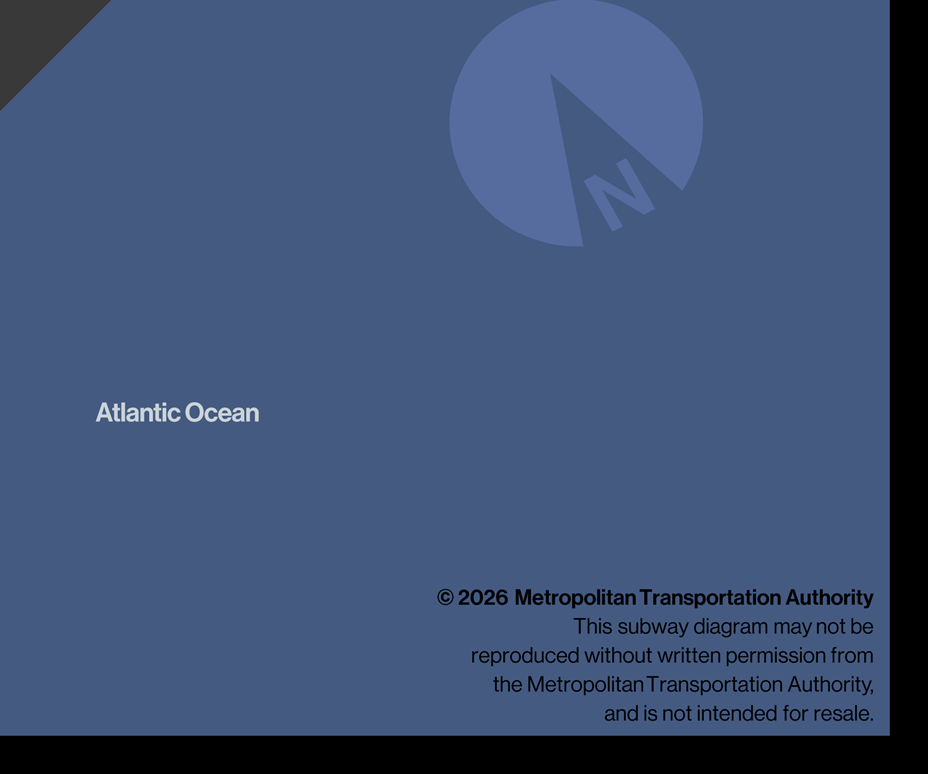 N
Atlantic Ocean
© 2026 Metropolitan Transportation Authority
This subway diagram may not be
reproduced without written permission from
the Metropolitan Transportation Authority,
and is not intended for resale.